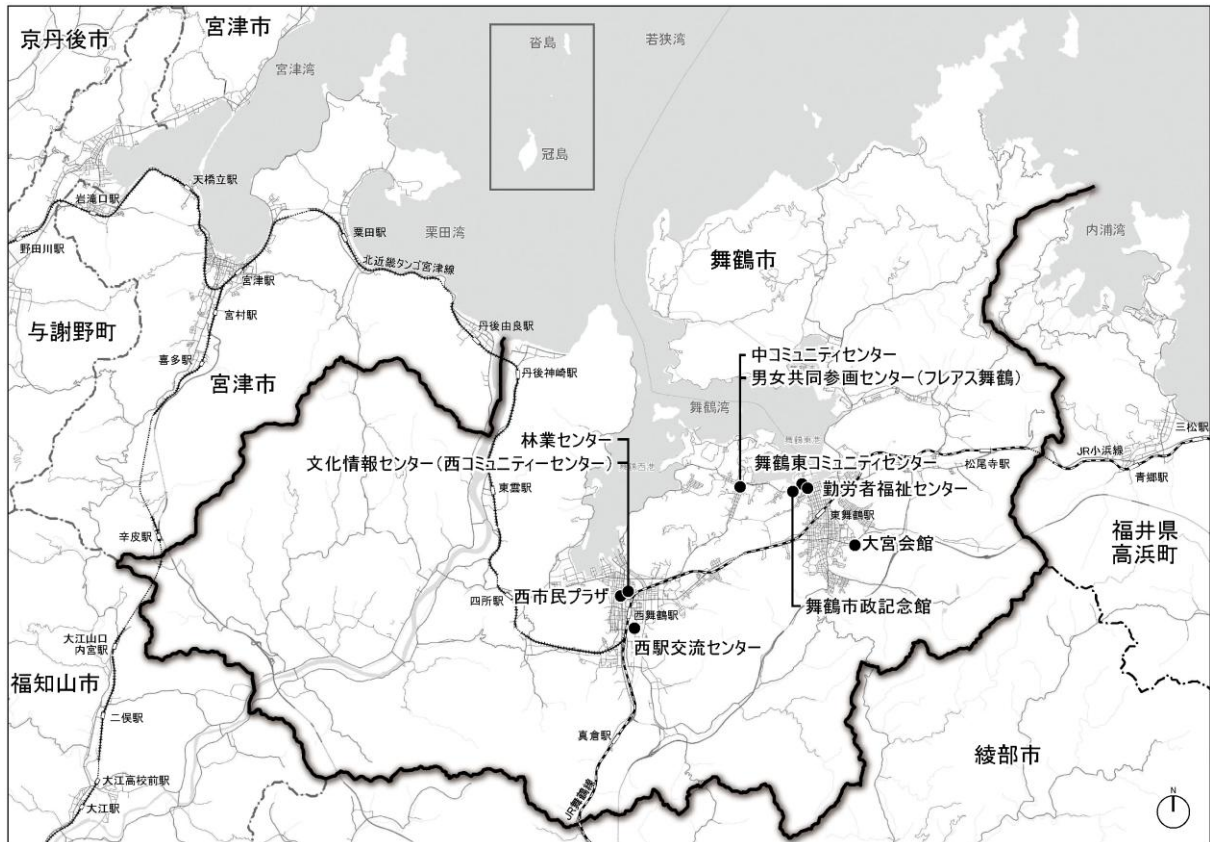 京丹後市
宮津市
宮津湾
沓島
若狭湾
冠島
天橋立駅
岩滝口駅
野田川駅
栗田駅
栗田湾
北近畿タンゴ宮津線
宮津駅
宮村駅
与謝野町
喜多駅
宮津市
舞鶴市
内浦湾
丹後由良駅
丹後神崎駅
中コミュニティセンター
男女共同参画センター(フレアス舞鶴)
舞鶴湾
舞鶴東港
三松駅
JR小浜線
青郷駅
松尾寺駅
林業センター
文化情報センター(西コミュニティーセンター)
舞鶴西港
舞鶴東コミュニティセンター
勤労者福祉センター
東雲駅
東舞鶴駅
大宮会館
福井県
高浜町
辛皮駅
四所駅
西市民プラザ
西舞鶴駅
舞鶴市政記念館
西駅交流センター
大江山口
内宮駅
福知山市
二俣駅
真倉駅
綾部市
大江高校前駅
大江駅
JR舞鶴線
N